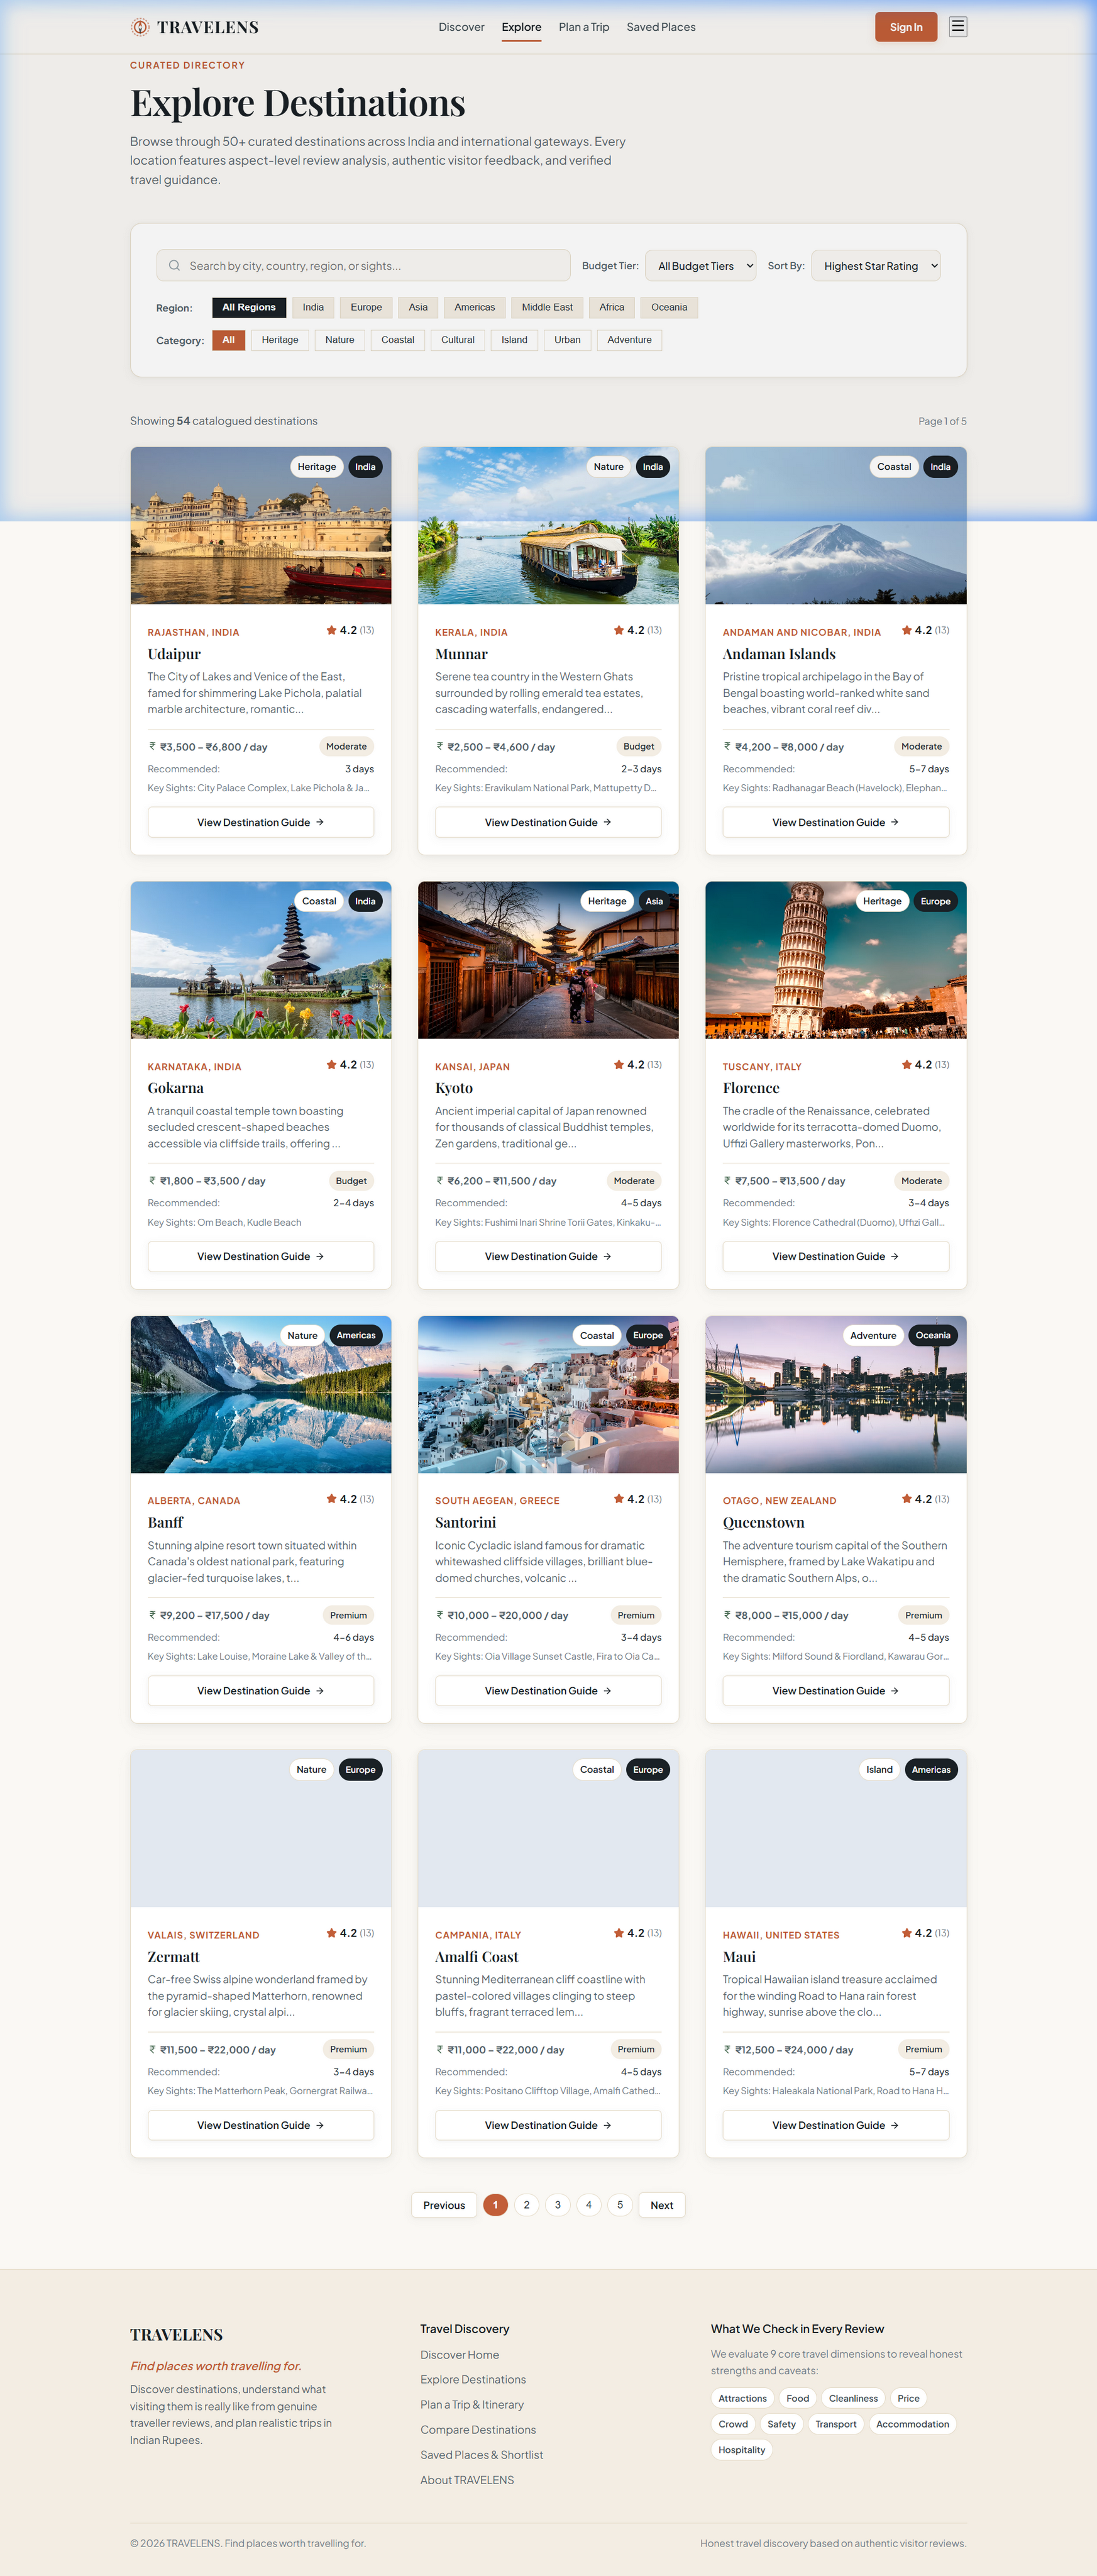 TRAVELENS
Discover
Explore
Plan a Trip
Saved Places
Sign In
CURATED DIRECTORY
Explore Destinations
Browse through 50+ curated destinations across India and international gateways. Every
location features aspect-level review analysis, authentic visitor feedback, and verified
travel guidance.
Search by city, country, region, or sights...
Budget Tier:
All Budget Tiers
Sort By:
Highest Star Rating
Region:
All Regions
India
Europe
Asia
Americas
Middle East
Africa
Oceania
Category:
All
Heritage
Nature
Coastal
Cultural
Island
Urban
Adventure
Showing 54 catalogued destinations
Page 1 of 5
Heritage
India
RAJASTHAN, INDIA
4.2 (13)
Udaipur
The City of Lakes and Venice of the East,
famed for shimmering Lake Pichola, palatial
marble architecture, romantic...
₹ ₹3,500 – ₹6,800 / day
Moderate
Recommended:
3 days
Key Sights: City Palace Complex, Lake Pichola & Ja...
View Destination Guide →
Nature
India
KERALA, INDIA
4.2 (13)
Munnar
Serene tea country in the Western Ghats
surrounded by rolling emerald tea estates,
cascading waterfalls, endangered...
₹ ₹2,500 – ₹4,600 / day
Budget
Recommended:
2–3 days
Key Sights: Eravikulam National Park, Mattupetty D...
View Destination Guide →
Coastal
India
ANDAMAN AND NICOBAR, INDIA
4.2 (13)
Andaman Islands
Pristine tropical archipelago in the Bay of
Bengal boasting world-ranked white sand
beaches, vibrant coral reef div...
₹ ₹4,200 – ₹8,000 / day
Moderate
Recommended:
5–7 days
Key Sights: Radhanagar Beach (Havelock), Elephan...
View Destination Guide →
Coastal
India
KARNATAKA, INDIA
4.2 (13)
Gokarna
A tranquil coastal temple town boasting
secluded crescent-shaped beaches
accessible via cliffside trails, offering ...
₹ ₹1,800 – ₹3,500 / day
Budget
Recommended:
2–4 days
Key Sights: Om Beach, Kudle Beach
View Destination Guide →
Heritage
Asia
KANSAI, JAPAN
4.2 (13)
Kyoto
Ancient imperial capital of Japan renowned
for thousands of classical Buddhist temples,
Zen gardens, traditional ge...
₹ ₹6,200 – ₹11,500 / day
Moderate
Recommended:
4–5 days
Key Sights: Fushimi Inari Shrine Torii Gates, Kinkaku-...
View Destination Guide →
Heritage
Europe
TUSCANY, ITALY
4.2 (13)
Florence
The cradle of the Renaissance, celebrated
worldwide for its terracotta-domed Duomo,
Uffizi Gallery masterworks, Pon...
₹ ₹7,500 – ₹13,500 / day
Moderate
Recommended:
3–4 days
Key Sights: Florence Cathedral (Duomo), Uffizi Gall...
View Destination Guide →
Nature
Americas
ALBERTA, CANADA
4.2 (13)
Banff
Stunning alpine resort town situated within
Canada's oldest national park, featuring
glacier-fed turquoise lakes, t...
₹ ₹9,200 – ₹17,500 / day
Premium
Recommended:
4–6 days
Key Sights: Lake Louise, Moraine Lake & Valley of th...
View Destination Guide →
Coastal
Europe
SOUTH AEGEAN, GREECE
4.2 (13)
Santorini
Iconic Cycladic island famous for dramatic
whitewashed cliffside villages, brilliant blue-
domed churches, volcanic ...
₹ ₹10,000 – ₹20,000 / day
Premium
Recommended:
3–4 days
Key Sights: Oia Village Sunset Castle, Fira to Oia Ca...
View Destination Guide →
Adventure
Oceania
OTAGO, NEW ZEALAND
4.2 (13)
Queenstown
The adventure tourism capital of the Southern
Hemisphere, framed by Lake Wakatipu and
the dramatic Southern Alps, o...
₹ ₹8,000 – ₹15,000 / day
Premium
Recommended:
4–5 days
Key Sights: Milford Sound & Fiordland, Kawarau Gor...
View Destination Guide →
Nature
Europe
VALAIS, SWITZERLAND
4.2 (13)
Zermatt
Car-free Swiss alpine wonderland framed by
the pyramid-shaped Matterhorn, renowned
for glacier skiing, crystal alpi...
₹ ₹11,500 – ₹22,000 / day
Premium
Recommended:
3–4 days
Key Sights: The Matterhorn Peak, Gornergrat Railwa...
View Destination Guide →
Coastal
Europe
CAMPANIA, ITALY
4.2 (13)
Amalfi Coast
Stunning Mediterranean cliff coastline with
pastel-colored villages clinging to steep
bluffs, fragrant terraced lem...
₹ ₹11,000 – ₹22,000 / day
Premium
Recommended:
4–5 days
Key Sights: Positano Clifftop Village, Amalfi Cathed...
View Destination Guide →
Island
Americas
HAWAII, UNITED STATES
4.2 (13)
Maui
Tropical Hawaiian island treasure acclaimed
for the winding Road to Hana rain forest
highway, sunrise above the clo...
₹ ₹12,500 – ₹24,000 / day
Premium
Recommended:
5–7 days
Key Sights: Haleakala National Park, Road to Hana H...
View Destination Guide →
Previous
1
2
3
4
5
Next
TRAVELENS
Find places worth travelling for.
Discover destinations, understand what
visiting them is really like from genuine
traveller reviews, and plan realistic trips in
Indian Rupees.
Travel Discovery
Discover Home
Explore Destinations
Plan a Trip & Itinerary
Compare Destinations
Saved Places & Shortlist
About TRAVELENS
What We Check in Every Review
We evaluate 9 core travel dimensions to reveal honest
strengths and caveats:
Attractions
Food
Cleanliness
Price
Crowd
Safety
Transport
Accommodation
Hospitality
© 2026 TRAVELENS. Find places worth travelling for.
Honest travel discovery based on authentic visitor reviews.